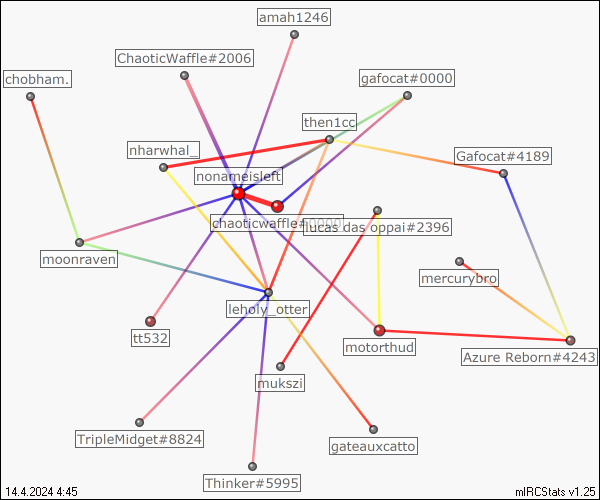 amah1246
ChaoticWaffle#2006
chobham.
gafocat#0000
then1cc
nharwhal_
Gafocat#4189
nonameisleft
chaoticwaffle#0000
lucas das oppai#2396
moonraven
mercurybro
leholy_otter
tt532
motorthud
Azure Reborn#4243
mukszi
TripleMidget#8824
gateauxcatto
Thinker#5995
14.4.2024 4:45
mIRCStats v1.25